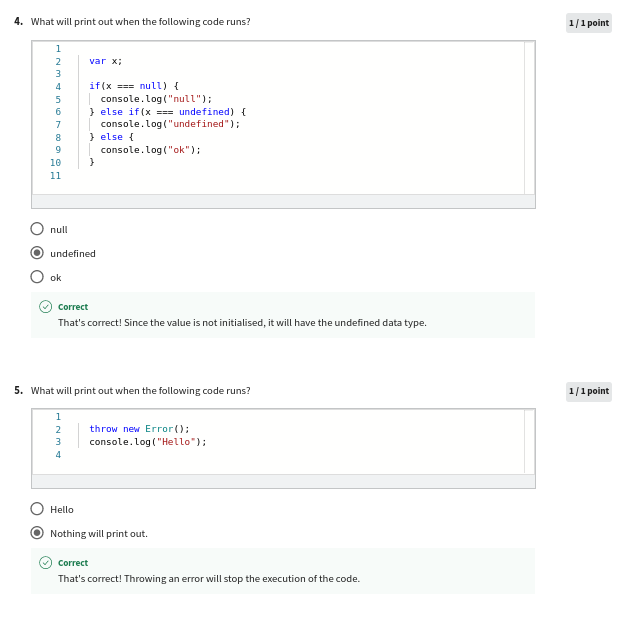 4. What will print out when the following code runs?
1 / 1 point
1
2 var x;
3
4 if(x === null) {
5 console.log("null");
6 } else if(x === undefined) {
7 console.log("undefined");
8 } else {
9 console.log("ok");
10 }
11
null
undefined
ok
Correct
That's correct! Since the value is not initialised, it will have the undefined data type.
5. What will print out when the following code runs?
1 / 1 point
1
2 throw new Error();
3 console.log("Hello");
4
Hello
Nothing will print out.
Correct
That's correct! Throwing an error will stop the execution of the code.